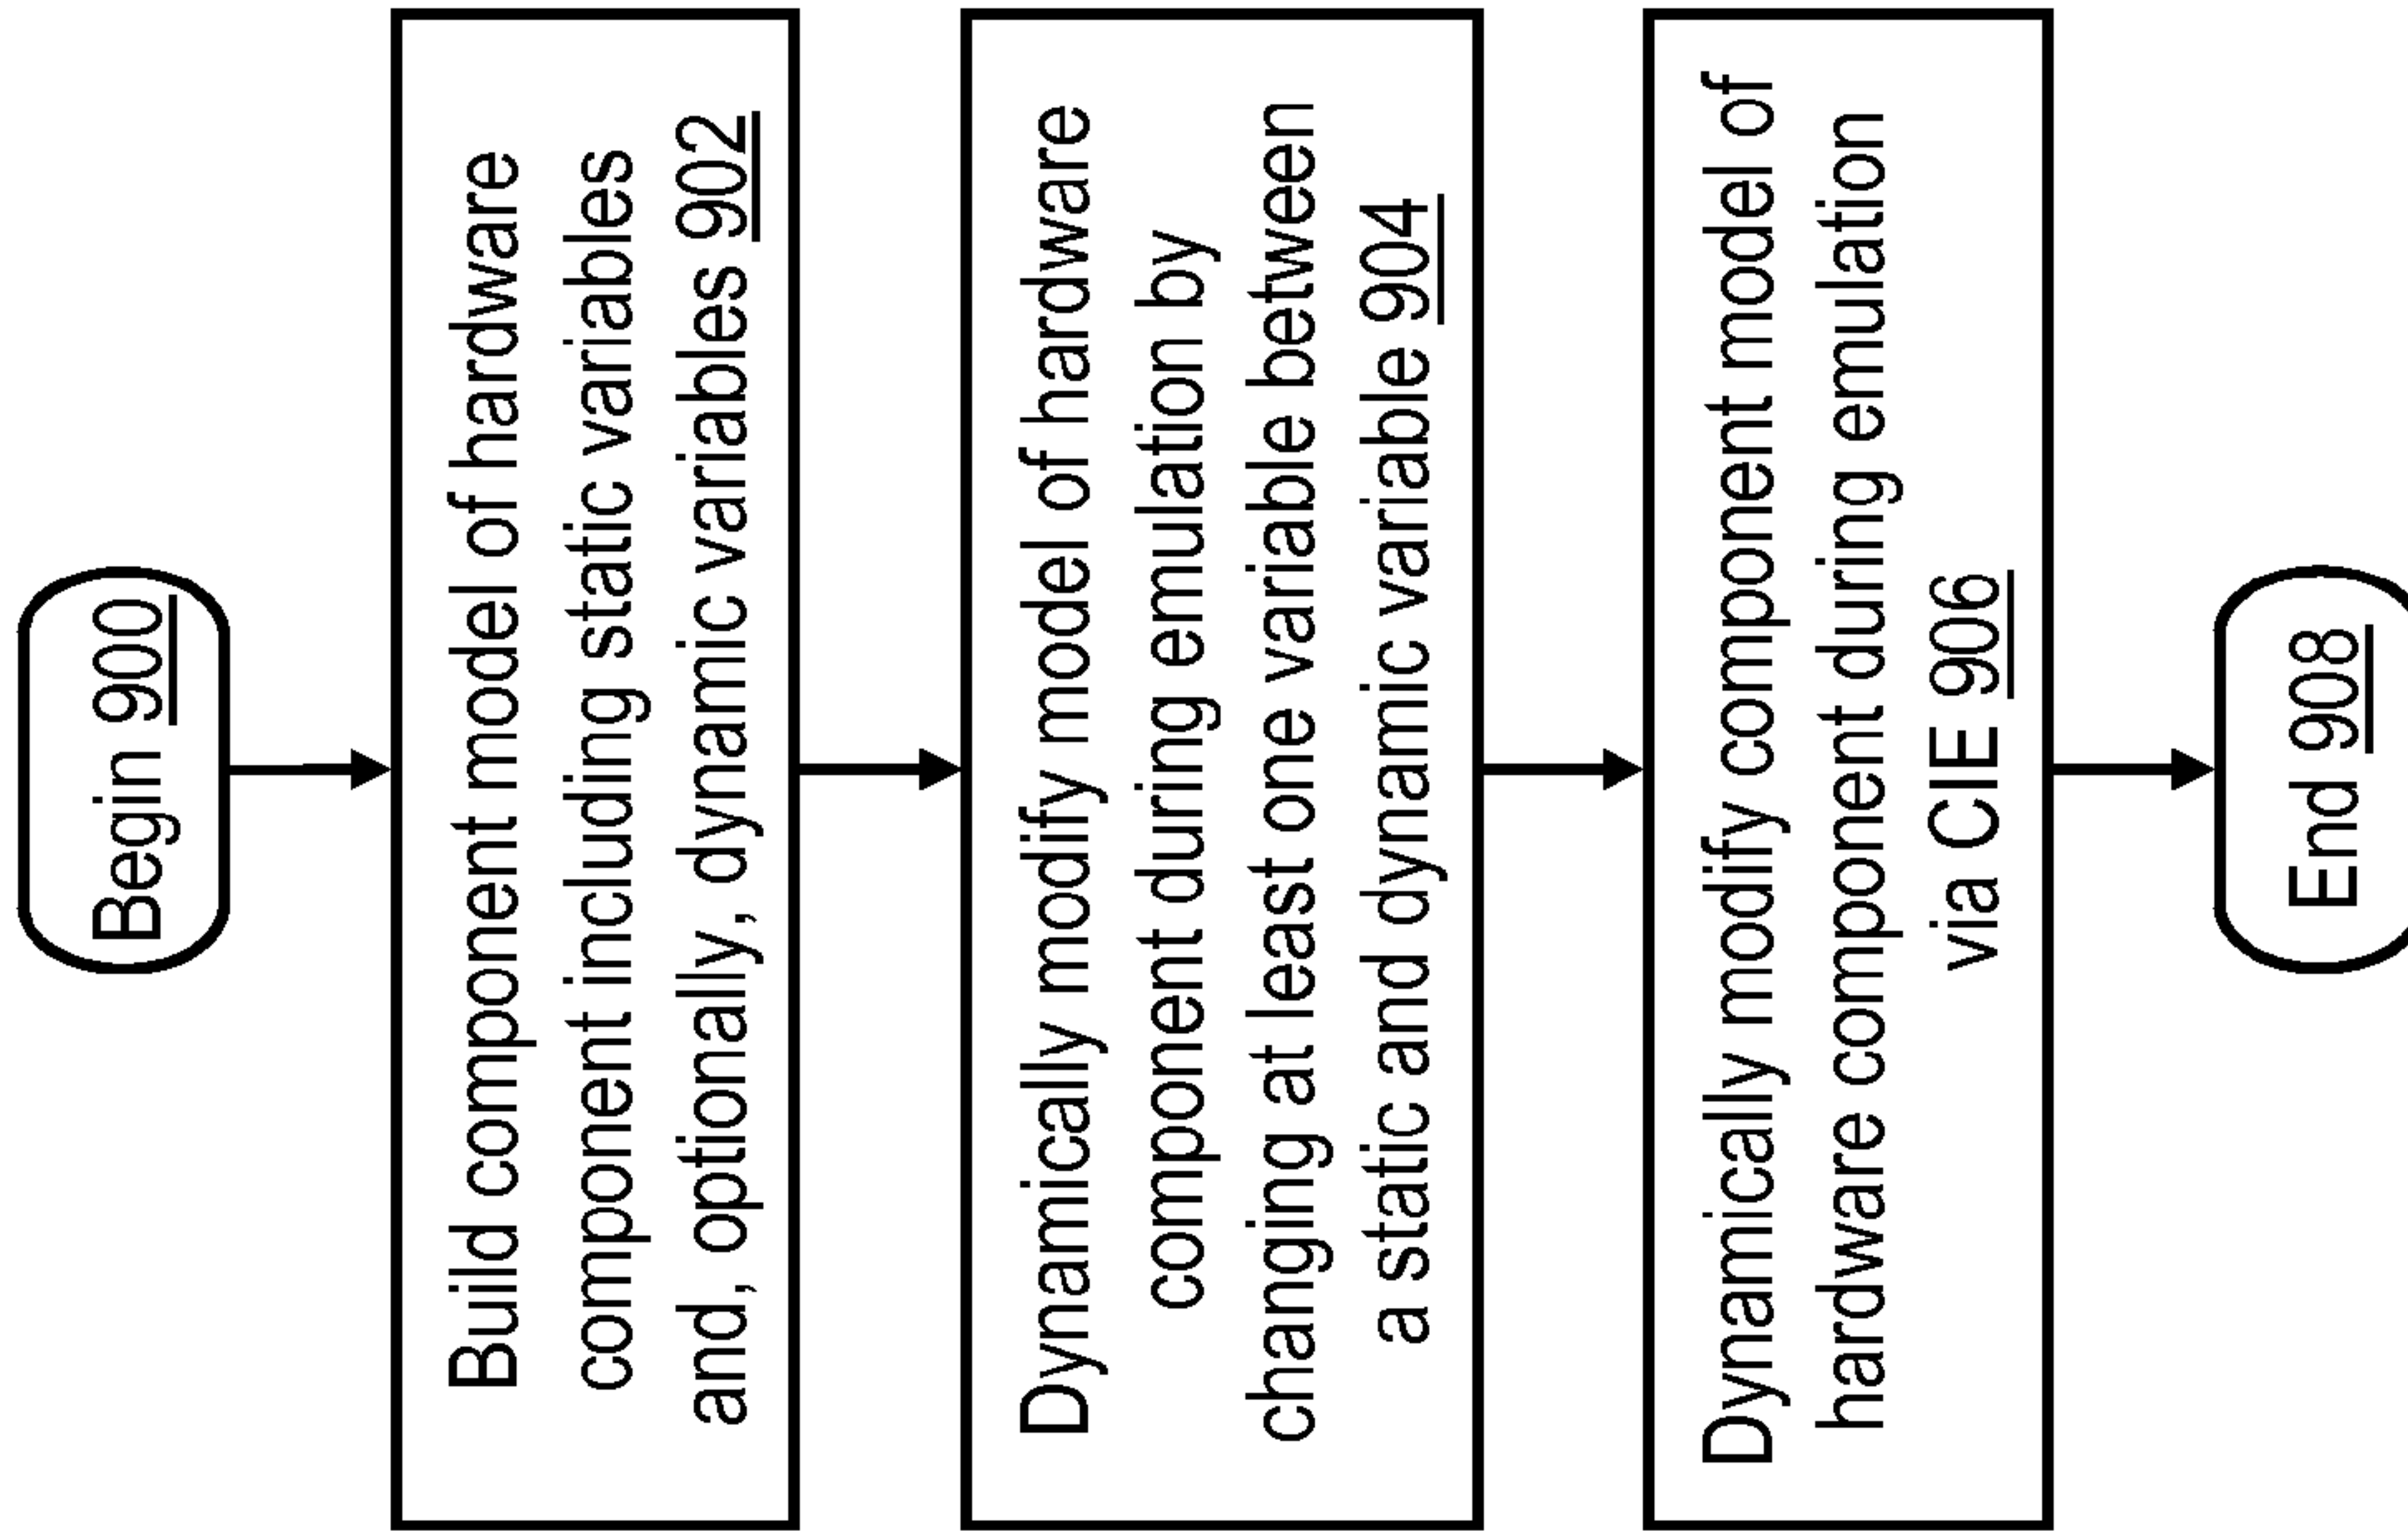 Begin 900
Build component model of hardware
component including static variables
and, optionally, dynamic variables 902
Dynamically modify model of hardware
component during emulation by
changing at least one variable between
a static and dynamic variable 904
Dynamically modify component model of
hardware component during emulation
via CIE 906
End 908